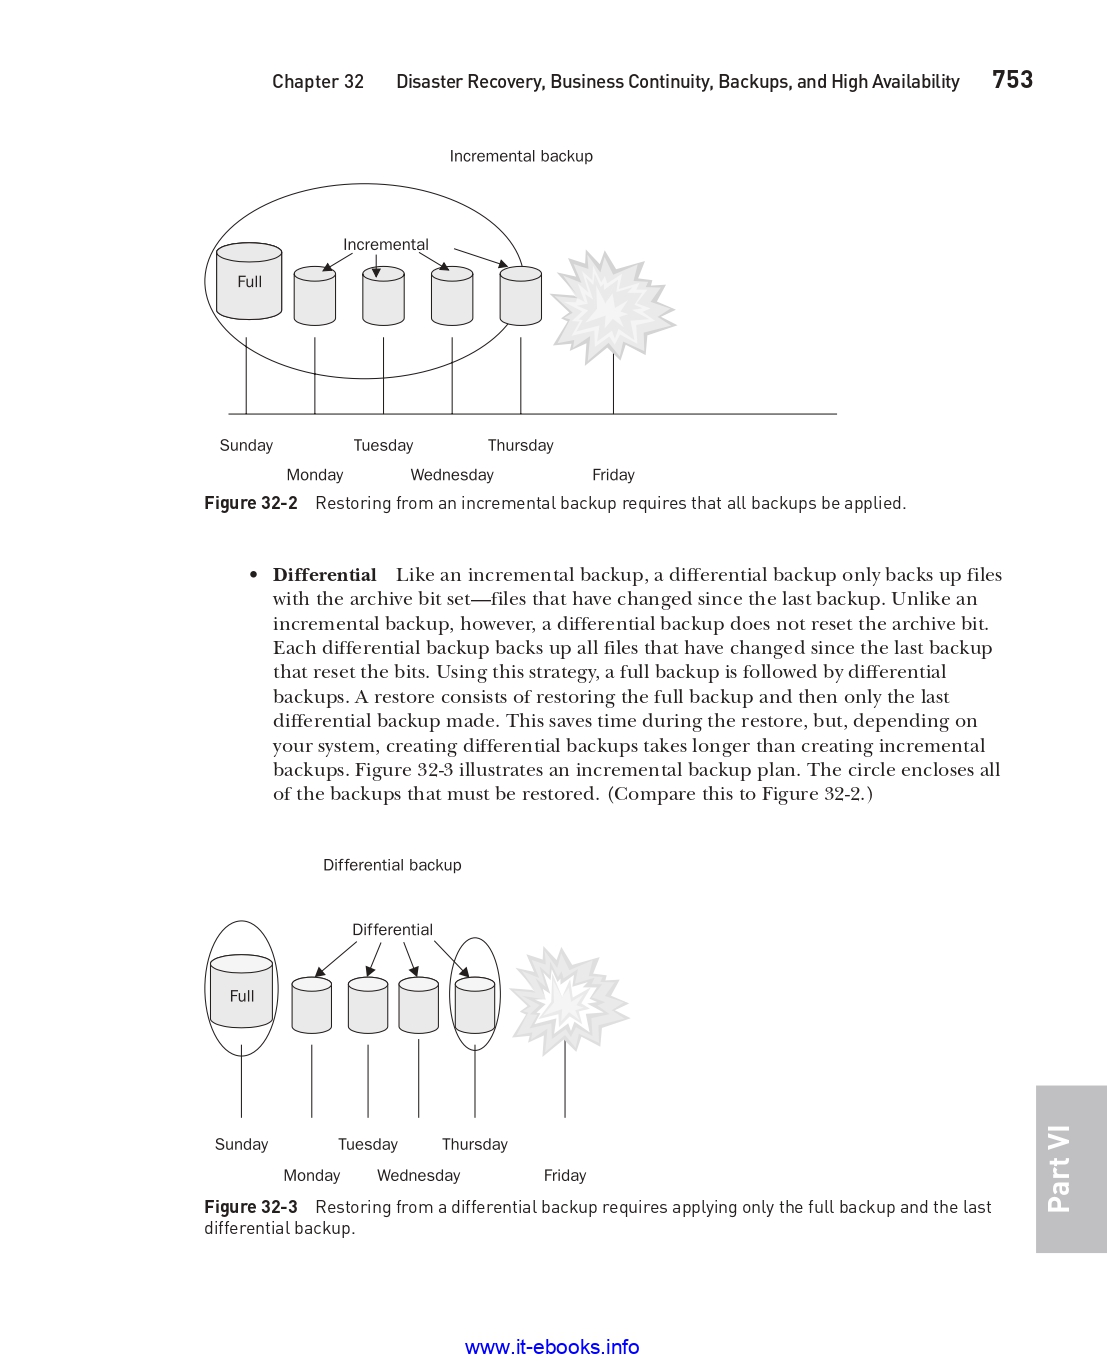 Chapter 32 Disaster Recovery, Business Continuity, Backups, and High Availability 753
Incremental backup
Incremental
Full
Sunday Tuesday Thursday
Monday Wednesday Friday
Figure 32-2 Restoring from an incremental backup requires that all backups be applied.
• Differential Like an incremental backup, a differential backup only backs up files
with the archive bit set—files that have changed since the last backup. Unlike an
incremental backup, however, a differential backup does not reset the archive bit.
Each differential backup backs up all files that have changed since the last backup
that reset the bits. Using this strategy, a full backup is followed by differential
backups. A restore consists of restoring the full backup and then only the last
differential backup made. This saves time during the restore, but, depending on
your system, creating differential backups takes longer than creating incremental
backups. Figure 32-3 illustrates an incremental backup plan. The circle encloses all
of the backups that must be restored. (Compare this to Figure 32-2.)
Differential backup
Differential
Full
Sunday Tuesday Thursday
Monday Wednesday Friday
Figure 32-3 Restoring from a differential backup requires applying only the full backup and the last
differential backup.
Part VI
www.it-ebooks.info